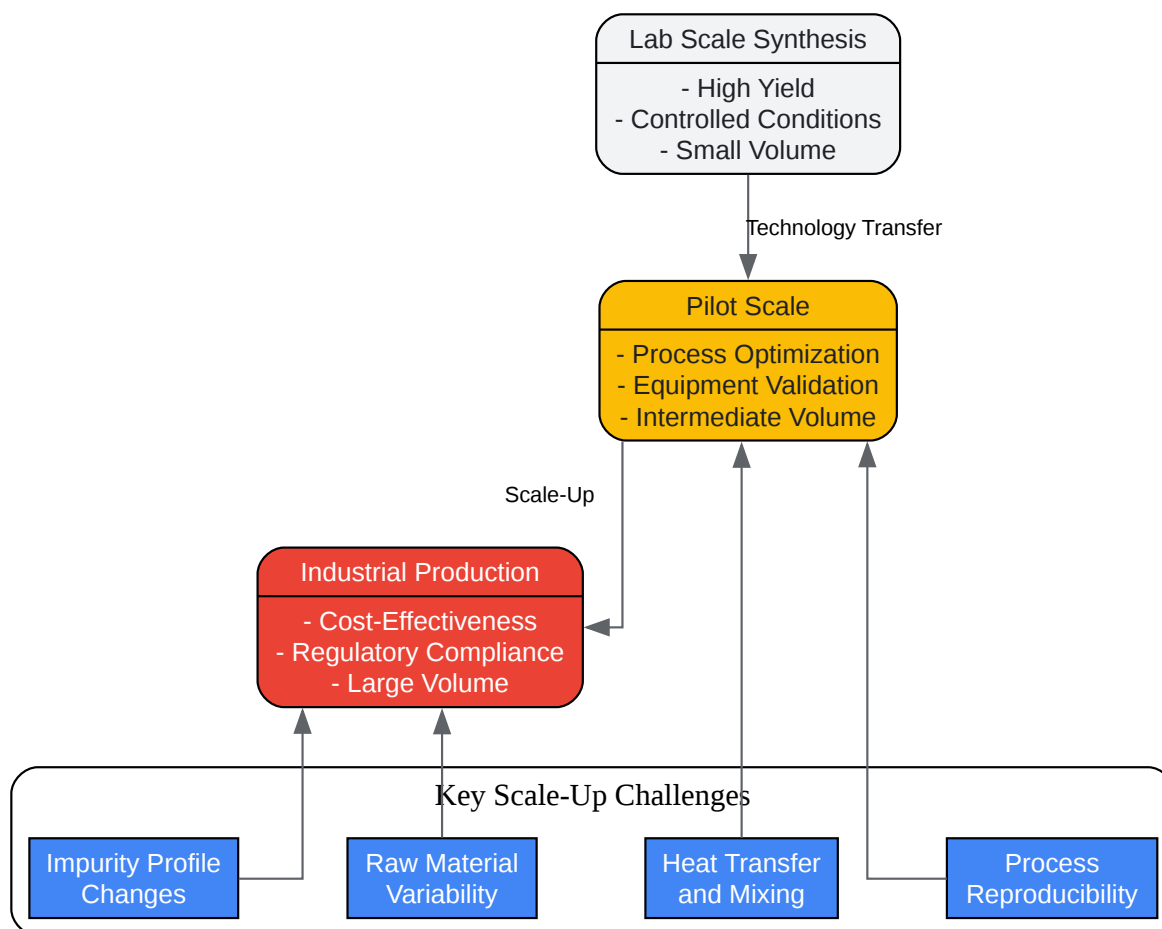 Lab Scale Synthesis
- High Yield
- Controlled Conditions
- Small Volume
Technology Transfer
Pilot Scale
- Process Optimization
- Equipment Validation
- Intermediate Volume
Scale-Up
Industrial Production
- Cost-Effectiveness
- Regulatory Compliance
- Large Volume
Key Scale-Up Challenges
Impurity Profile
Changes
Raw Material
Variability
Heat Transfer
and Mixing
Process
Reproducibility